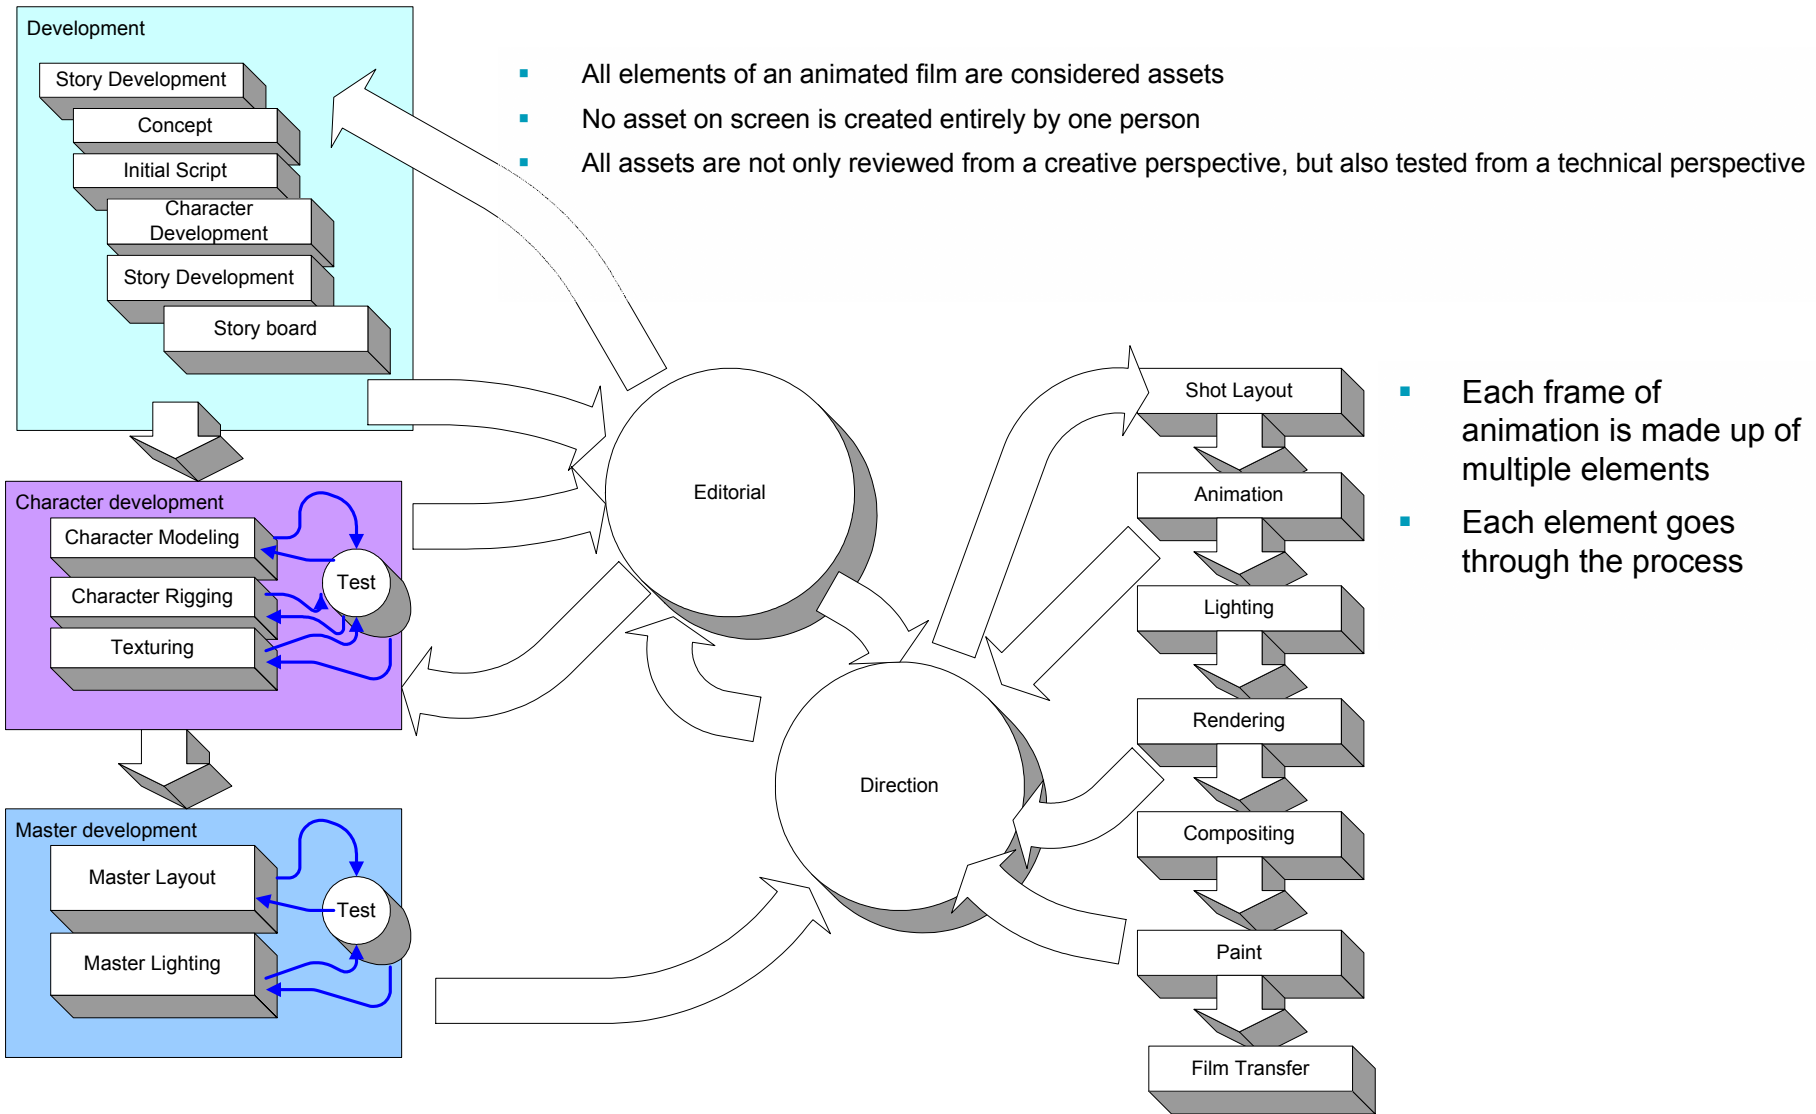 Development
Story Development
Concept
Initial Script
Character
Development
Story Development
Story board
▪ All elements of an animated film are considered assets
▪ No asset on screen is created entirely by one person
▪ All assets are not only reviewed from a creative perspective, but also tested from a technical perspective
Character development
Character Modeling
Character Rigging
Texturing
Test
Master development
Master Layout
Master Lighting
Test
Editorial
Direction
Shot Layout
Animation
Lighting
Rendering
Compositing
Paint
Film Transfer
▪ Each frame of
animation is made up of
multiple elements
▪ Each element goes
through the process